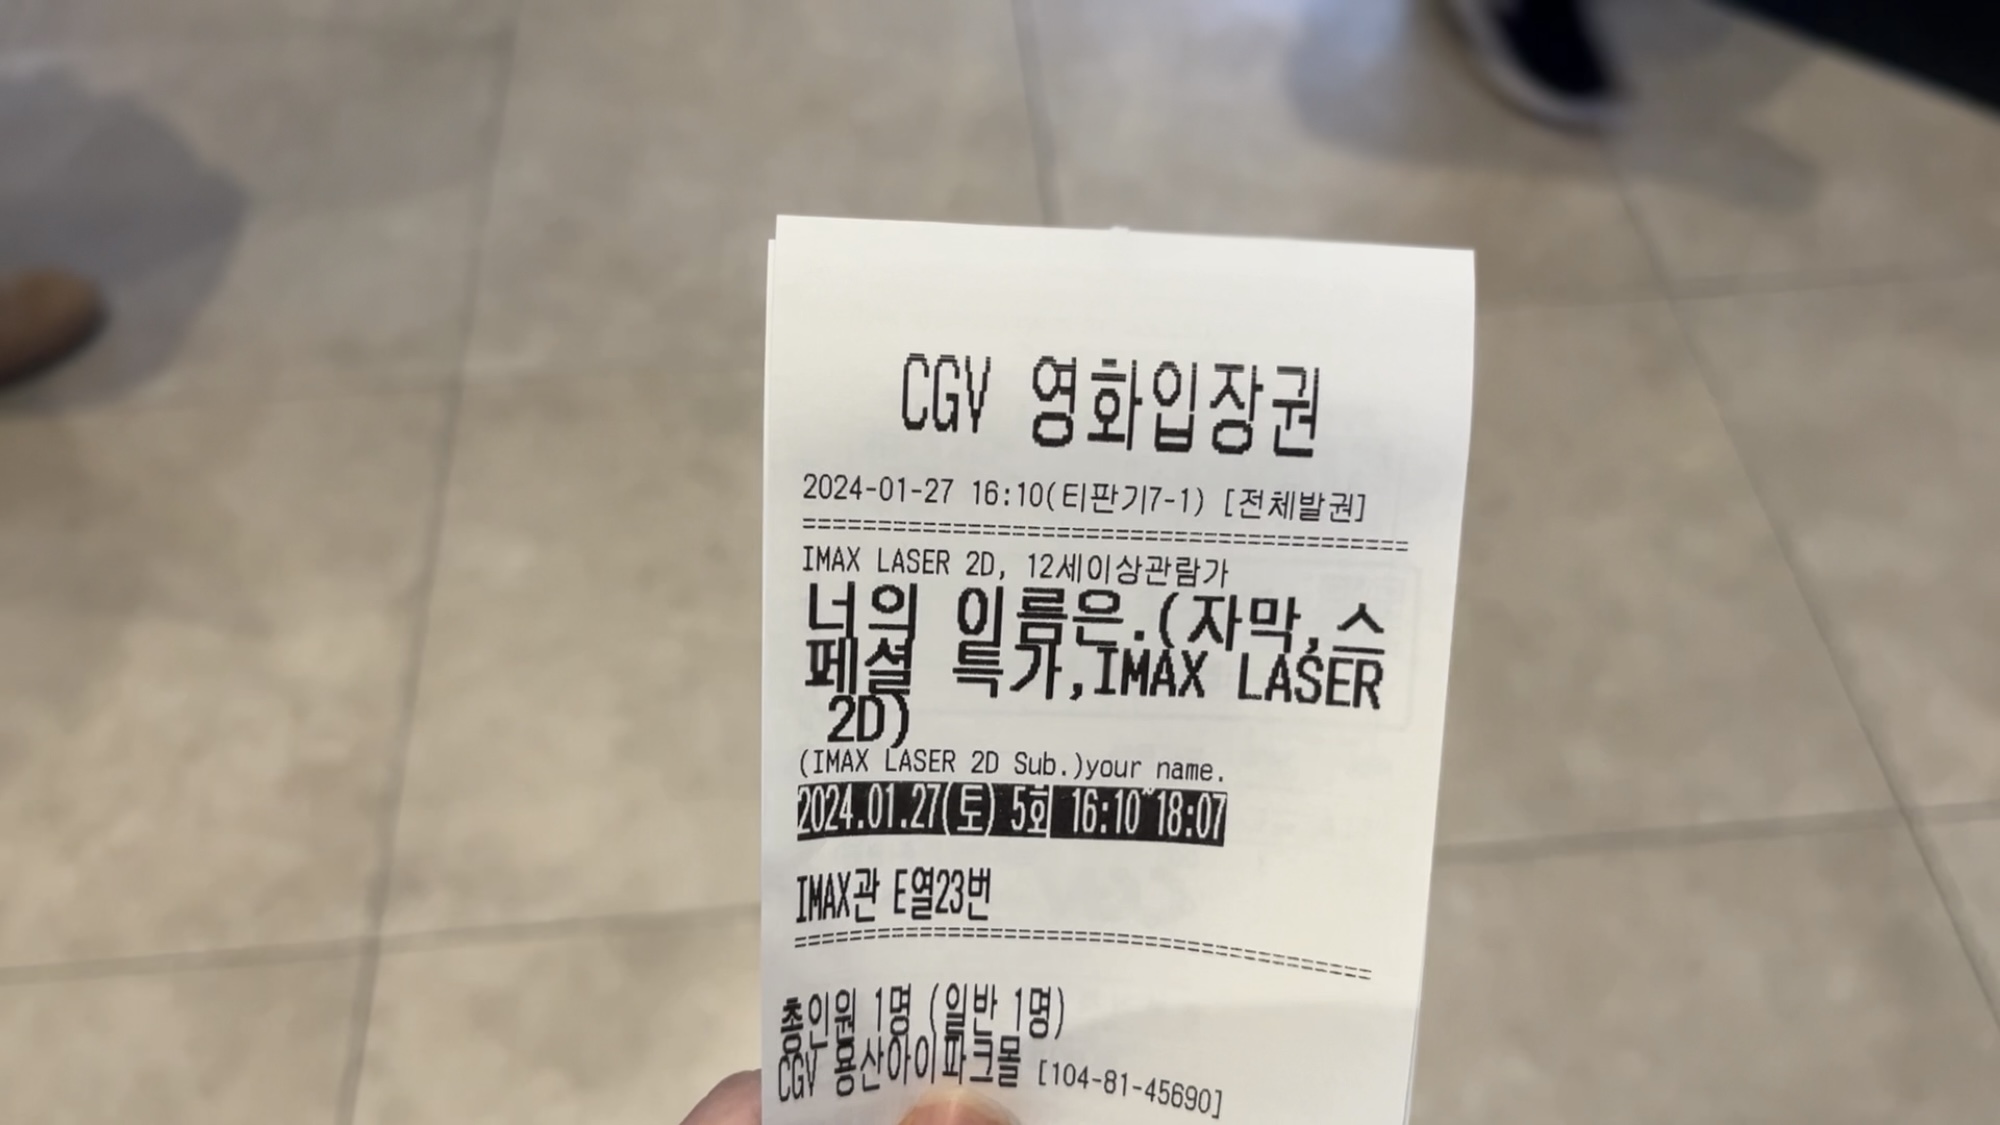 CGV 영화입장권
2024-01-27 16:10(티판기7-1) [전체발권]
========================================
IMAX LASER 2D, 12세이상관람가
너의 이름은.(자막,스
페셜 특가,IMAX LASER
2D)
(IMAX LASER 2D Sub.)your name.
2024.01.27(토) 5회 16:10~18:07
IMAX관 E열23번
========================================
총인원 1명 (일반 1명)
CGV 용산아이파크몰 [104-81-45690]